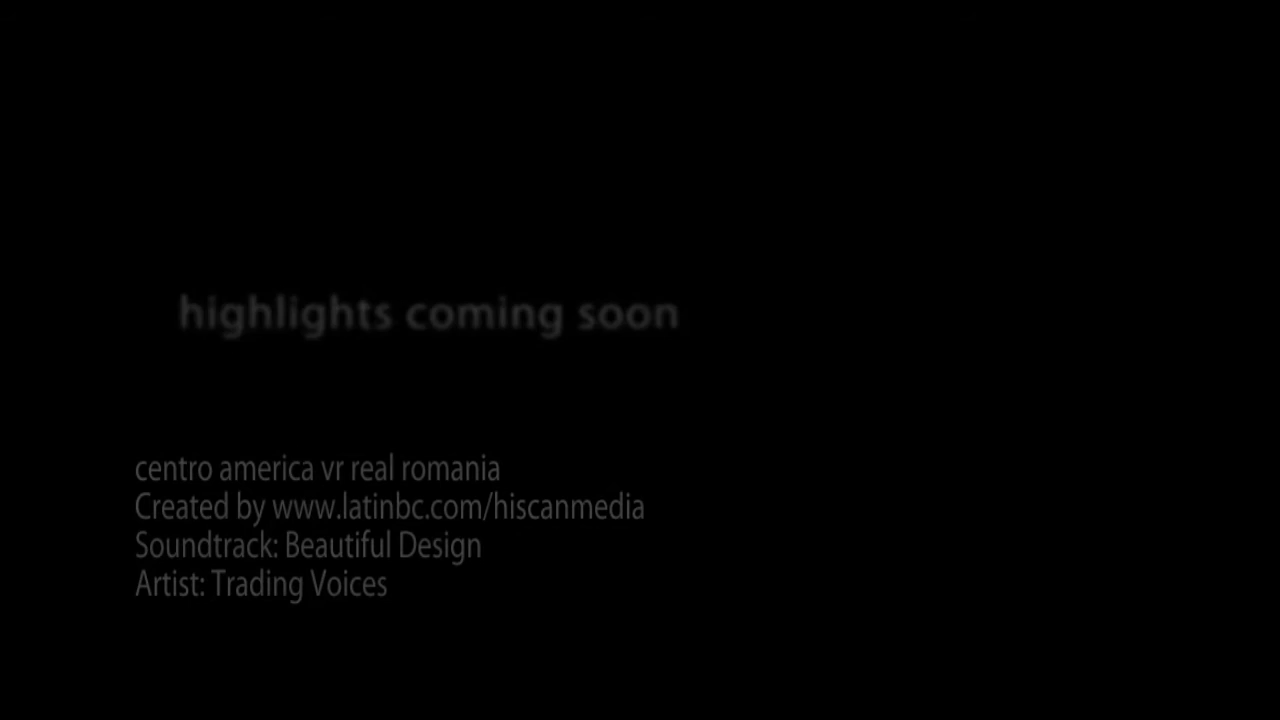 highlights coming soon
centro america vr real romania
Created by www.latinbc.com/hiscanmedia
Soundtrack: Beautiful Design
Artist: Trading Voices